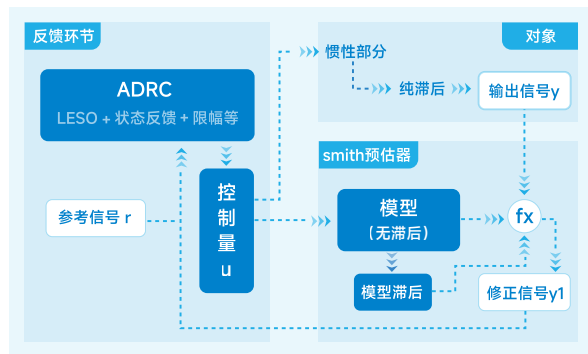 反馈环节
ADRC
LESO + 状态反馈 + 限幅等
参考信号 r
控
制
量
u
对象
惯性部分
纯滞后
输出信号y
smith预估器
模型
（无滞后）
fx
模型滞后
修正信号y1